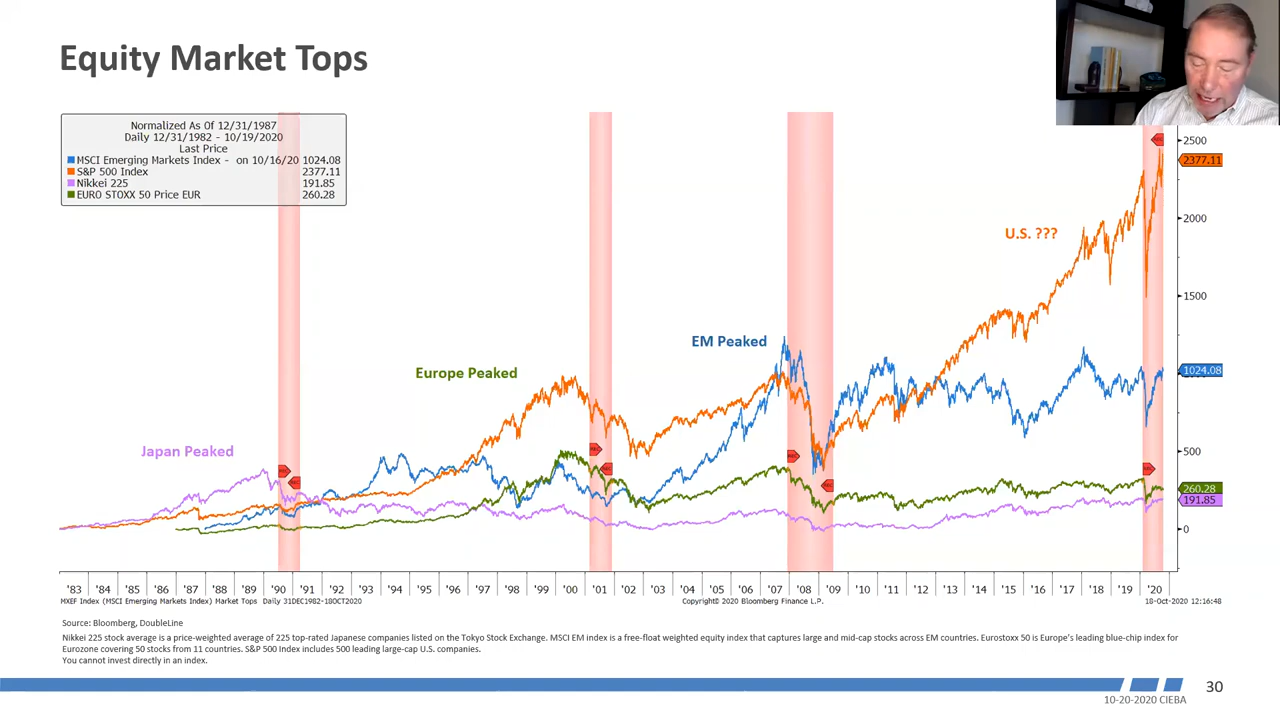 Equity Market Tops
Normalized As Of 12/31/1987
Daily 12/31/1982 - 10/19/2020
Last Price
MSCI Emerging Markets Index - on 10/16/20 1024.08
S&P 500 Index 2377.11
Nikkei 225 191.85
EURO STOXX 50 Price EUR 260.28
2500
2377.11
U.S. ???
2000
1500
EM Peaked
1024.08
Europe Peaked
Japan Peaked
500
260.28
191.85
0
'83 '84 '85 '86 '87 '88 '89 '90 '91 '92 '93 '94 '95 '96 '97 '98 '99 '00 '01 '02 '03 '04 '05 '06 '07 '08 '09 '10 '11 '12 '13 '14 '15 '16 '17 '18 '19 '20
MXEF Index (MSCI Emerging Markets Index) Market Tops Daily 31DEC1982-18OCT2020 Copyright© 2020 Bloomberg Finance L.P. 18-Oct-2020 12:16:48
Source: Bloomberg, DoubleLine
Nikkei 225 stock average is a price-weighted average of 225 top-rated Japanese companies listed on the Tokyo Stock Exchange. MSCI EM index is a free-float weighted equity index that captures large and mid-cap stocks across EM countries. Eurostoxx 50 is Europe's leading blue-chip index for
Eurozone covering 50 stocks from 11 countries. S&P 500 Index includes 500 leading large-cap U.S. companies.
You cannot invest directly in an index.
30
10-20-2020 CIEBA